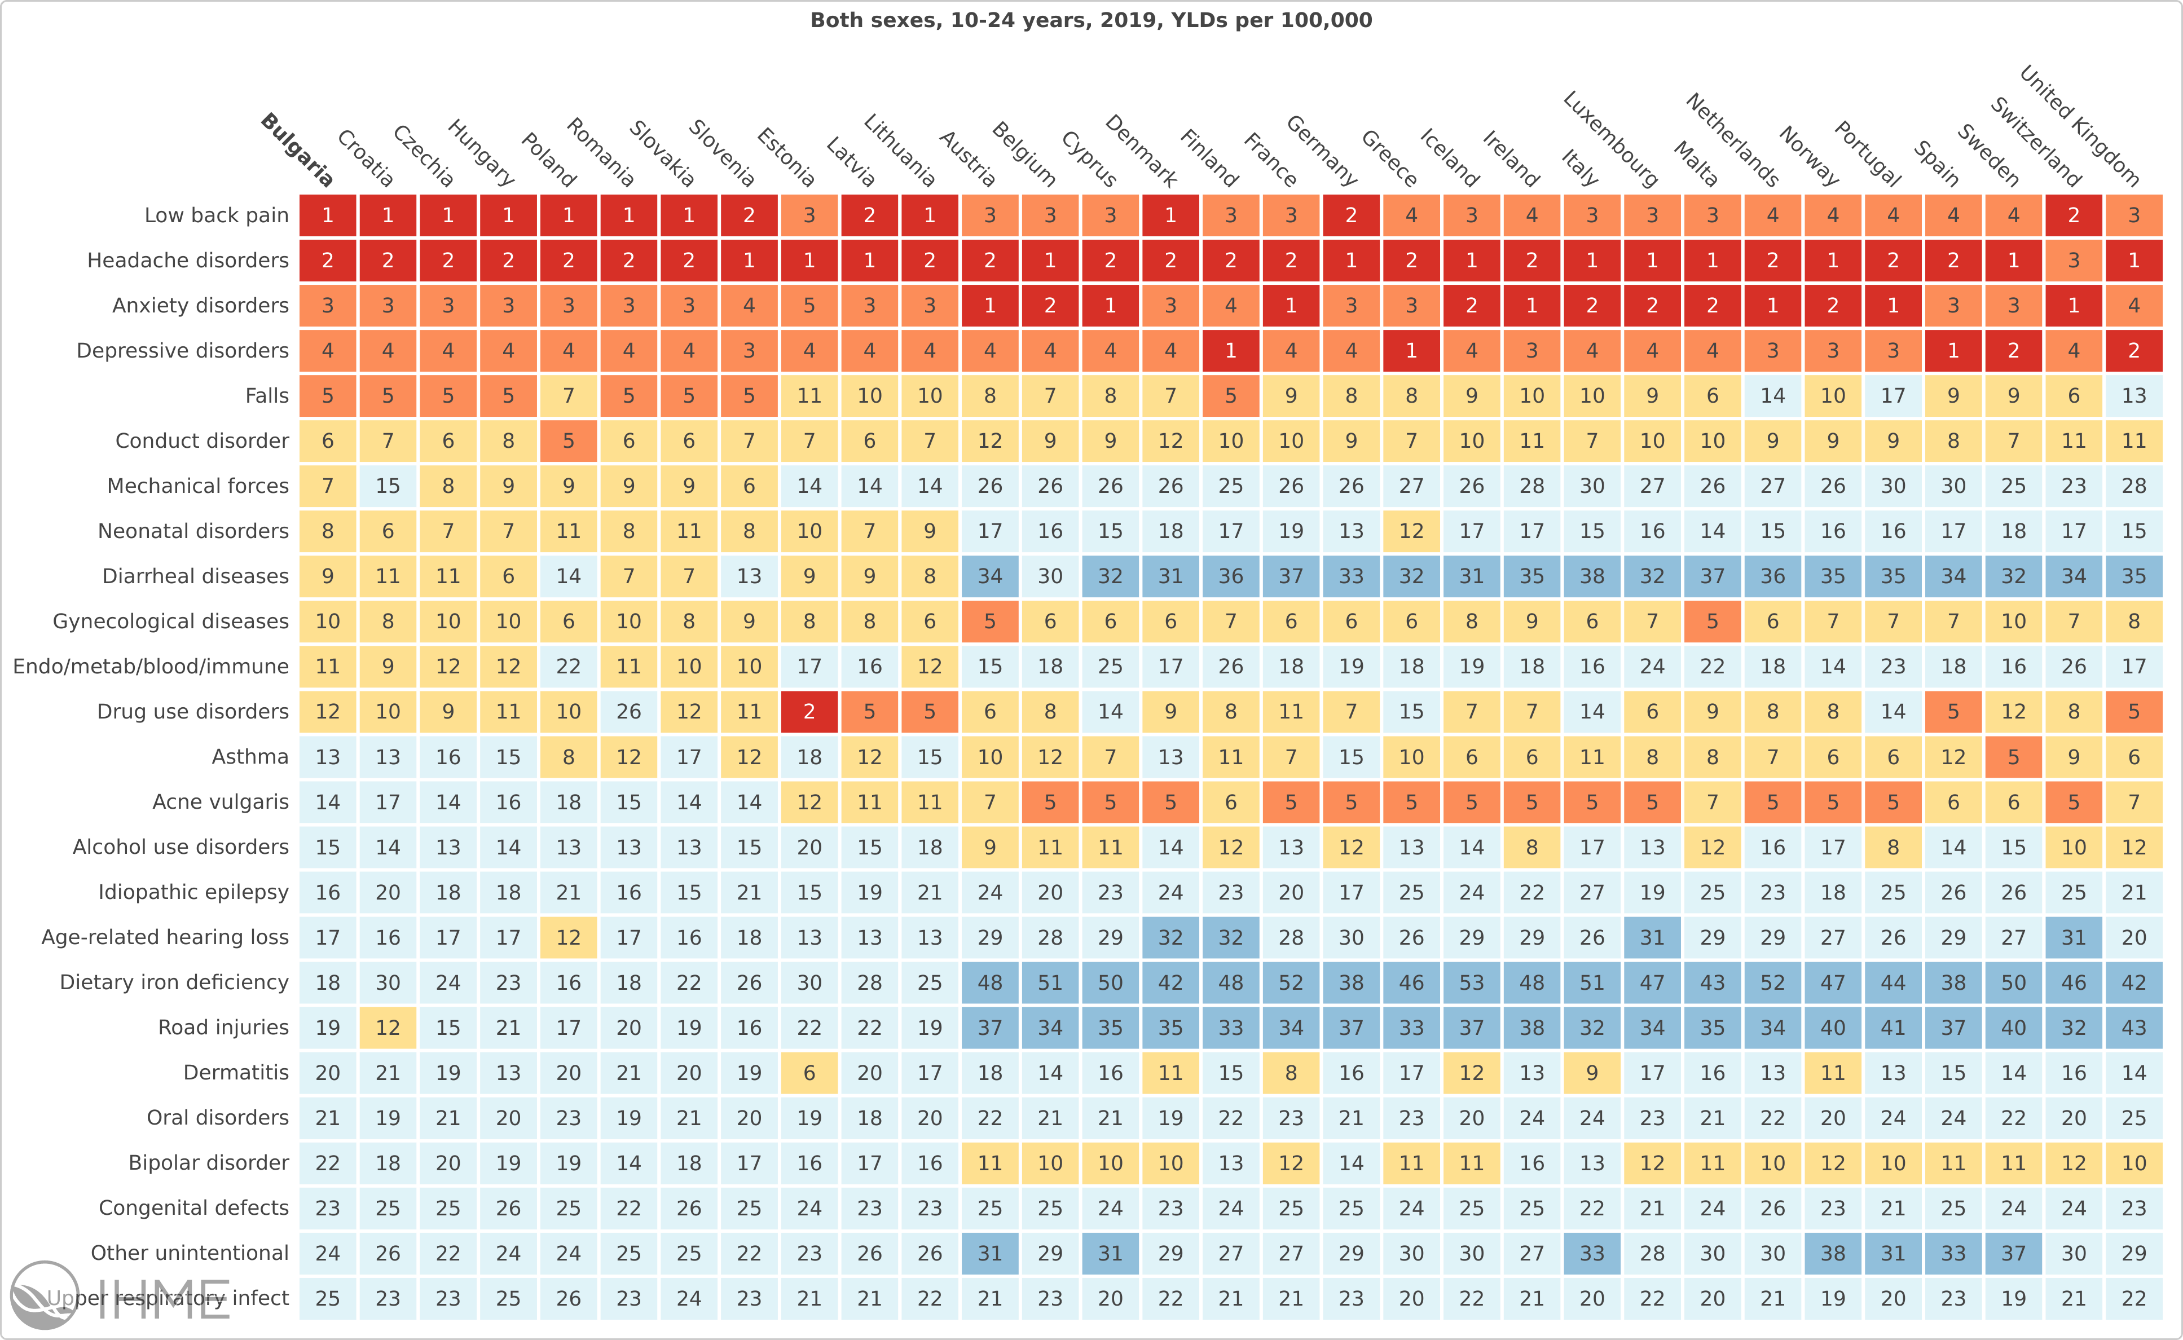 Both sexes, 10-24 years, 2019, YLDs per 100,000
Bulgaria Croatia Czechia Hungary Poland Romania Slovakia Slovenia Estonia Latvia Lithuania Austria Belgium Cyprus Denmark Finland France Germany Greece Iceland Ireland Italy Luxembourg Malta Netherlands Norway Portugal Spain Sweden Switzerland United Kingdom
Low back pain 1 1 1 1 1 1 1 2 3 2 1 3 3 3 1 3 3 2 4 3 4 3 3 3 4 4 4 4 4 2 3
Headache disorders 2 2 2 2 2 2 2 1 1 1 2 2 1 2 2 2 2 1 2 1 2 1 1 1 2 1 2 2 1 3 1
Anxiety disorders 3 3 3 3 3 3 3 4 5 3 3 1 2 1 3 4 1 3 3 2 1 2 2 2 1 2 1 3 3 1 4
Depressive disorders 4 4 4 4 4 4 4 3 4 4 4 4 4 4 4 1 4 4 1 4 3 4 4 4 3 3 3 1 2 4 2
Falls 5 5 5 5 7 5 5 5 11 10 10 8 7 8 7 5 9 8 8 9 10 10 9 6 14 10 17 9 9 6 13
Conduct disorder 6 7 6 8 5 6 6 7 7 6 7 12 9 9 12 10 10 9 7 10 11 7 10 10 9 9 9 8 7 11 11
Mechanical forces 7 15 8 9 9 9 9 6 14 14 14 26 26 26 26 25 26 26 27 26 28 30 27 26 27 26 30 30 25 23 28
Neonatal disorders 8 6 7 7 11 8 11 8 10 7 9 17 16 15 18 17 19 13 12 17 17 15 16 14 15 16 16 17 18 17 15
Diarrheal diseases 9 11 11 6 14 7 7 13 9 9 8 34 30 32 31 36 37 33 32 31 35 38 32 37 36 35 35 34 32 34 35
Gynecological diseases 10 8 10 10 6 10 8 9 8 8 6 5 6 6 6 7 6 6 6 8 9 6 7 5 6 7 7 7 10 7 8
Endo/metab/blood/immune 11 9 12 12 22 11 10 10 17 16 12 15 18 25 17 26 18 19 18 19 18 16 24 22 18 14 23 18 16 26 17
Drug use disorders 12 10 9 11 10 26 12 11 2 5 5 6 8 14 9 8 11 7 15 7 7 14 6 9 8 8 14 5 12 8 5
Asthma 13 13 16 15 8 12 17 12 18 12 15 10 12 7 13 11 7 15 10 6 6 11 8 8 7 6 6 12 5 9 6
Acne vulgaris 14 17 14 16 18 15 14 14 12 11 11 7 5 5 5 6 5 5 5 5 5 5 5 7 5 5 5 6 6 5 7
Alcohol use disorders 15 14 13 14 13 13 13 15 20 15 18 9 11 11 14 12 13 12 13 14 8 17 13 12 16 17 8 14 15 10 12
Idiopathic epilepsy 16 20 18 18 21 16 15 21 15 19 21 24 20 23 24 23 20 17 25 24 22 27 19 25 23 18 25 26 26 25 21
Age-related hearing loss 17 16 17 17 12 17 16 18 13 13 13 29 28 29 32 32 28 30 26 29 29 26 31 29 29 27 26 29 27 31 20
Dietary iron deficiency 18 30 24 23 16 18 22 26 30 28 25 48 51 50 42 48 52 38 46 53 48 51 47 43 52 47 44 38 50 46 42
Road injuries 19 12 15 21 17 20 19 16 22 22 19 37 34 35 35 33 34 37 33 37 38 32 34 35 34 40 41 37 40 32 43
Dermatitis 20 21 19 13 20 21 20 19 6 20 17 18 14 16 11 15 8 16 17 12 13 9 17 16 13 11 13 15 14 16 14
Oral disorders 21 19 21 20 23 19 21 20 19 18 20 22 21 21 19 22 23 21 23 20 24 24 23 21 22 20 24 24 22 20 25
Bipolar disorder 22 18 20 19 19 14 18 17 16 17 16 11 10 10 10 13 12 14 11 11 16 13 12 11 10 12 10 11 11 12 10
Congenital defects 23 25 25 26 25 22 26 25 24 23 23 25 25 24 23 24 25 25 24 25 25 22 21 24 26 23 21 25 24 24 23
Other unintentional 24 26 22 24 24 25 25 22 23 26 26 31 29 31 29 27 27 29 30 30 27 33 28 30 30 38 31 33 37 30 29
Upper respiratory infect 25 23 23 25 26 23 24 23 21 21 22 21 23 20 22 21 21 23 20 22 21 20 22 20 21 19 20 23 19 21 22
IHME